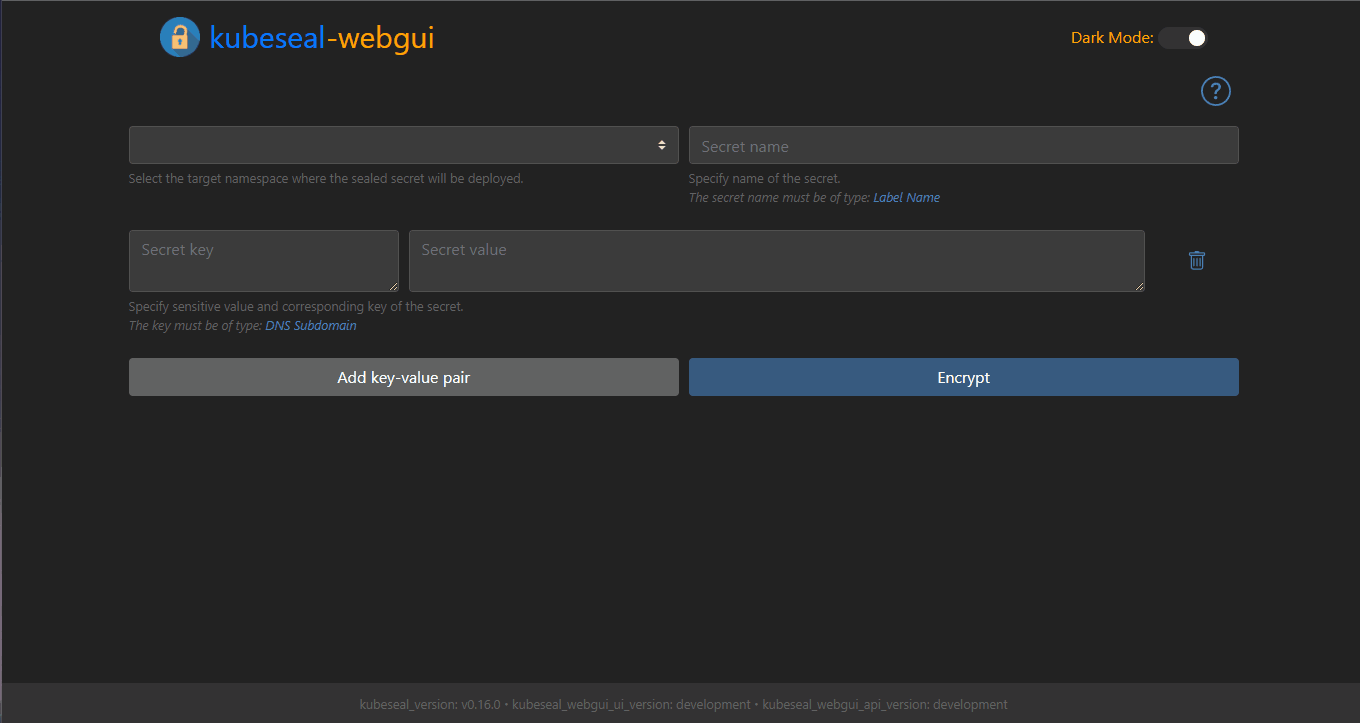 kubeseal-webgui
Dark Mode:
?
Secret name
Select the target namespace where the sealed secret will be deployed.
Specify name of the secret.
The secret name must be of type: Label Name
Secret key
Secret value
Specify sensitive value and corresponding key of the secret.
The key must be of type: DNS Subdomain
Add key-value pair
Encrypt
kubeseal_version: v0.16.0 • kubeseal_webgui_ui_version: development • kubeseal_webgui_api_version: development